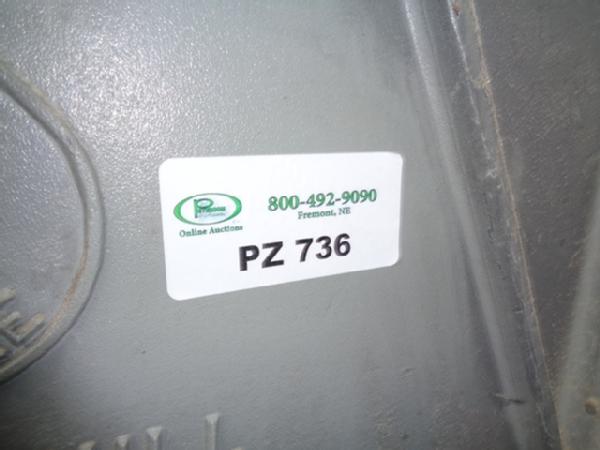 800-492-9090
Fremont, NE
Online Auctions
PZ 736